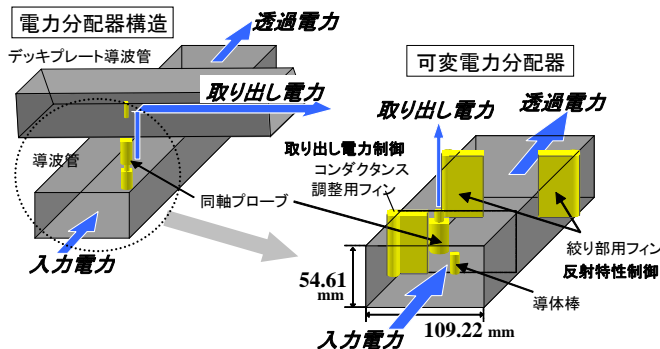 電力分配器構造
透過電力
デッキプレート導波管
取り出し電力
導波管
同軸プローブ
入力電力
可変電力分配器
透過電力
取り出し電力
取り出し電力制御
コンダクタンス
調整用フィン
絞り部用フィン
反射特性制御
導体棒
54.61
mm
109.22 mm
入力電力